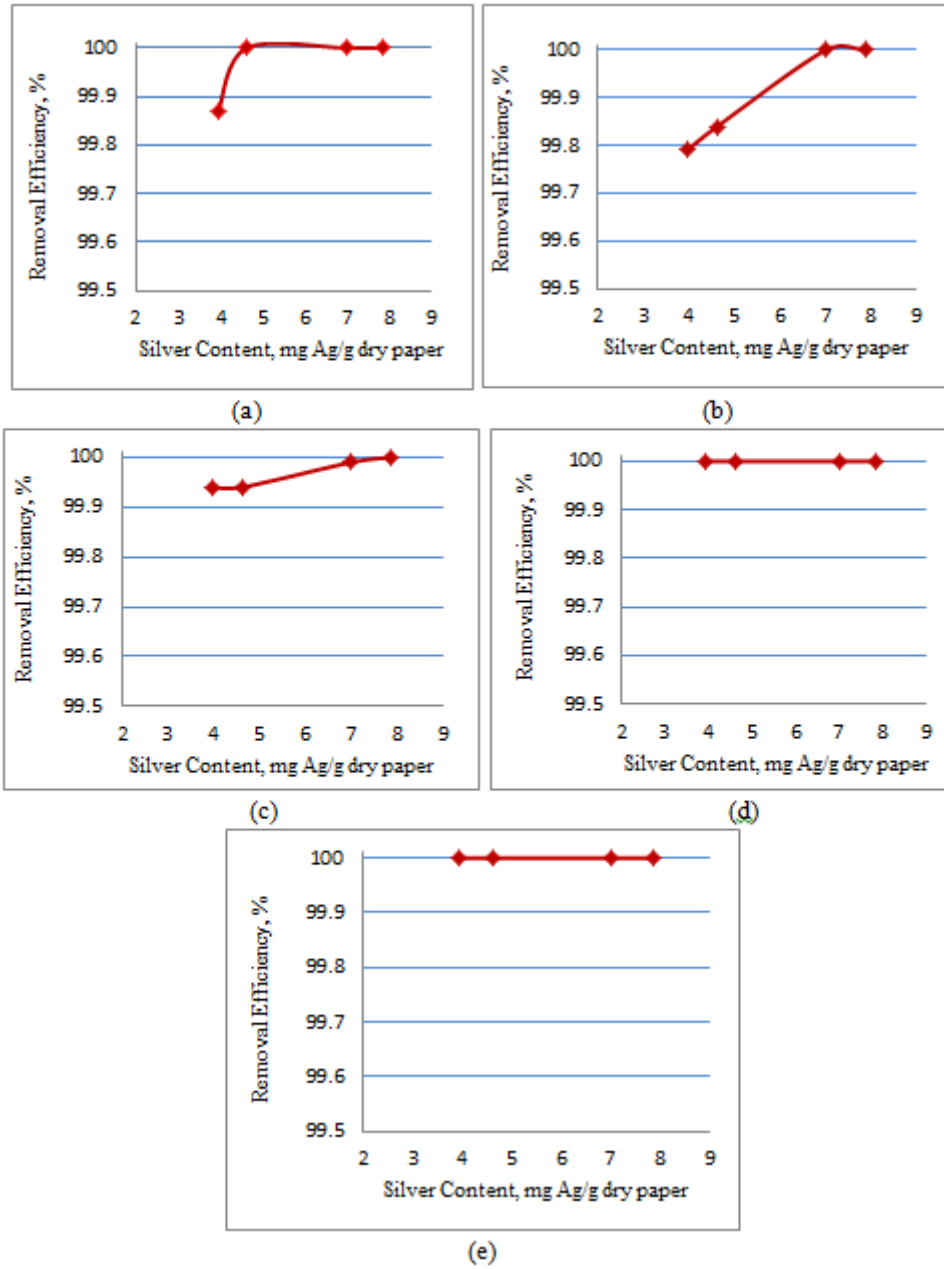 100
99.9
99.8
99.7
99.6
99.5
Removal Efficiency, %
2 3 4 5 6 7 8 9
Silver Content, mg Ag/g dry paper
(a)
100
99.9
99.8
99.7
99.6
99.5
Removal Efficiency, %
2 3 4 5 6 7 8 9
Silver Content, mg Ag/g dry paper
(b)
100
99.9
99.8
99.7
99.6
99.5
Removal Efficiency, %
2 3 4 5 6 7 8 9
Silver Content, mg Ag/g dry paper
(c)
100
99.9
99.8
99.7
99.6
99.5
Removal Efficiency, %
2 3 4 5 6 7 8 9
Silver Content, mg Ag/g dry paper
(d)
100
99.9
99.8
99.7
99.6
99.5
Removal Efficiency, %
2 3 4 5 6 7 8 9
Silver Content, mg Ag/g dry paper
(e)